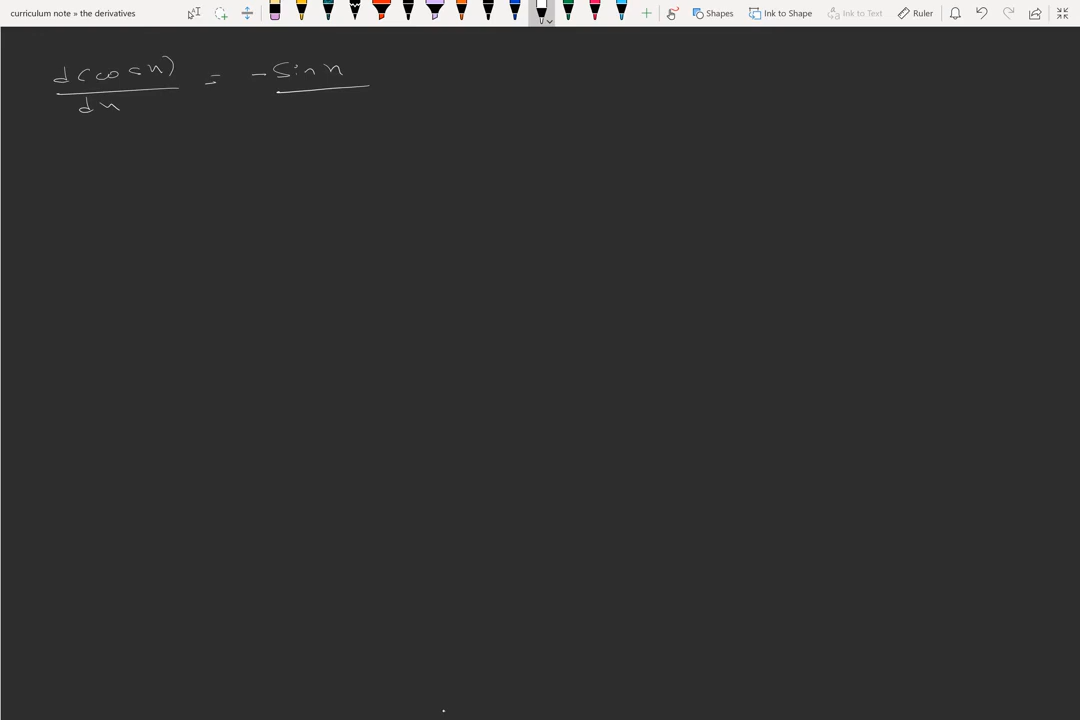 curriculum note » the derivatives
Shapes
Ink to Shape
Ink to Text
Ruler
d(cosx) = -Sinx
dx